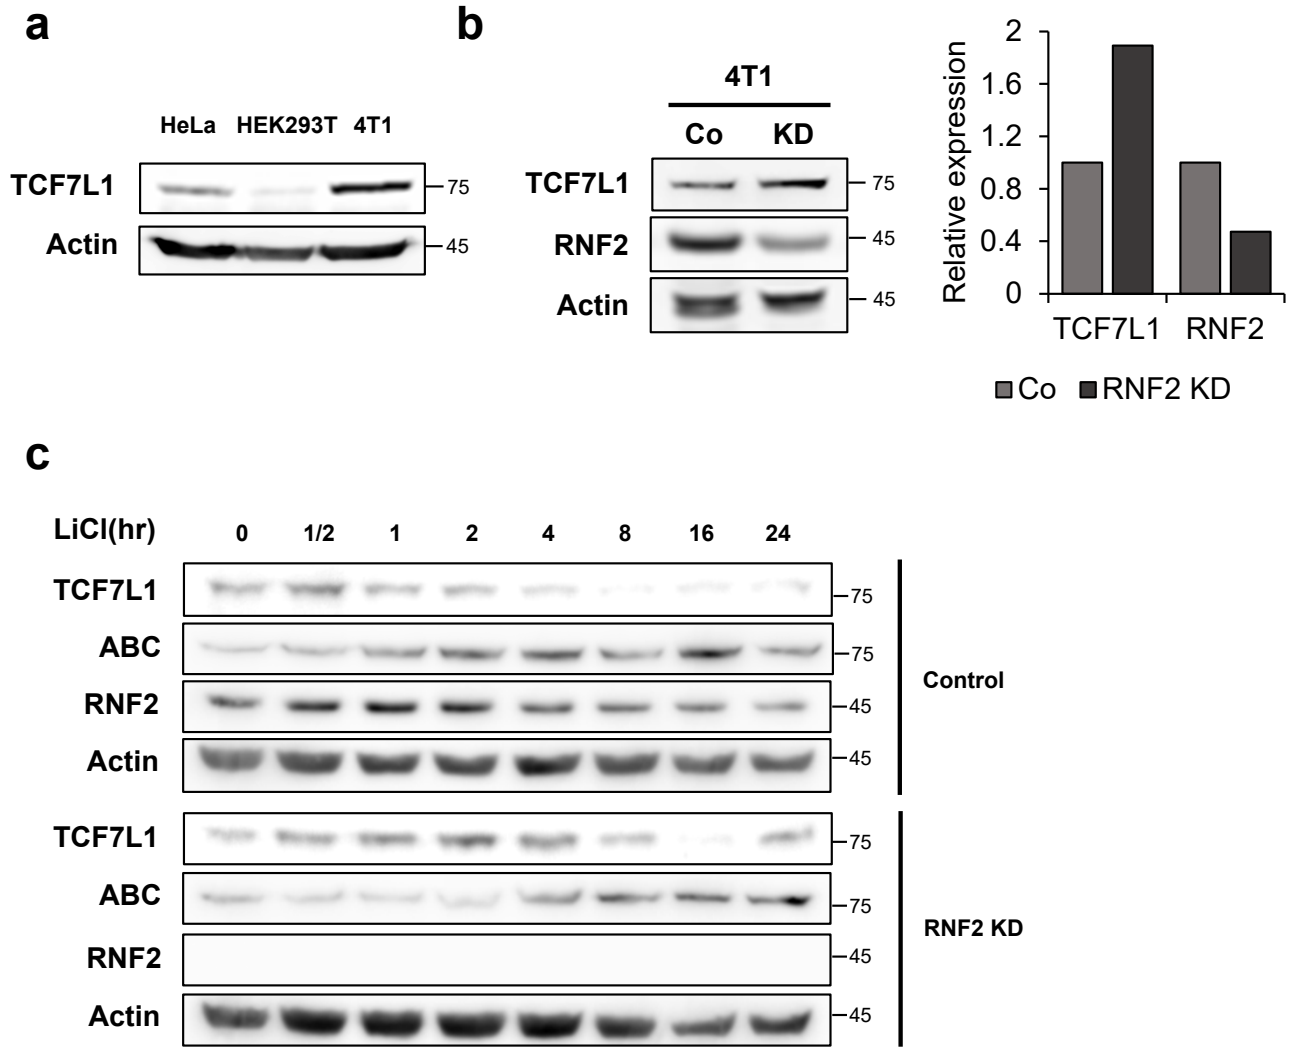 a
HeLa HEK293T 4T1
TCF7L1 75
Actin 45
b
4T1
Co KD
TCF7L1 75
RNF2 45
Actin 45
Relative expression
2
1.6
1.2
0.8
0.4
0
TCF7L1 RNF2
Co RNF2 KD
c
LiCl(hr) 0 1/2 1 2 4 8 16 24
TCF7L1 75
ABC 75
RNF2 45
Actin 45
Control
TCF7L1 75
ABC 75
RNF2 45
Actin 45
RNF2 KD